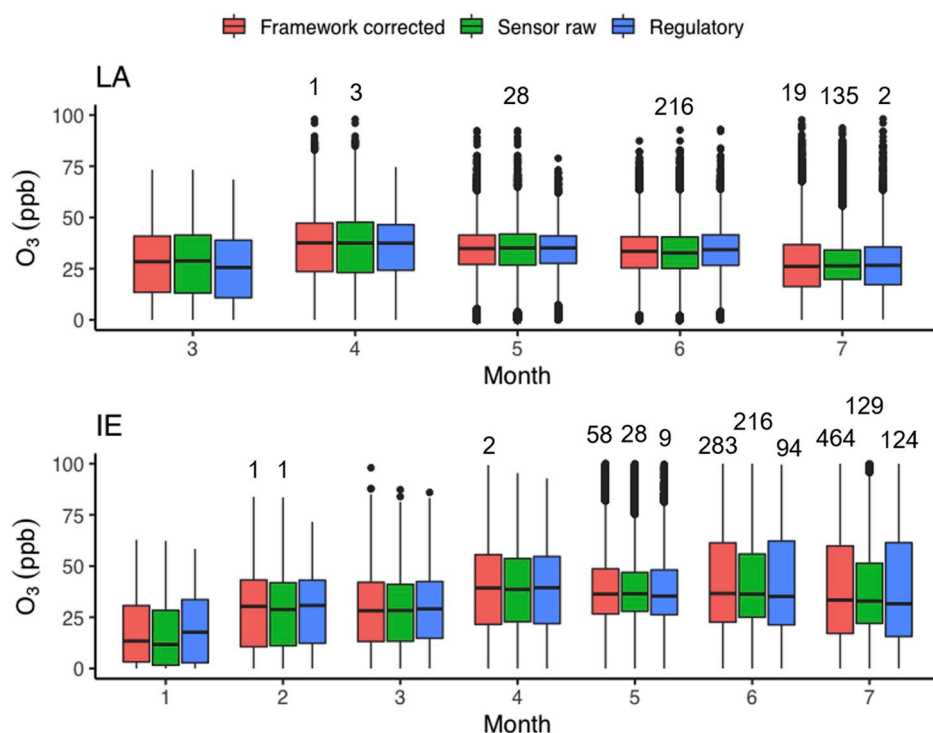 Framework corrected Sensor raw Regulatory
LA
1 3 28 216 19 135 2
100
75
50
25
0
O3 (ppb)
3 4 5 6 7
Month
IE
1 1 2 58 28 9 283 216 94 464 129 124
100
75
50
25
0
O3 (ppb)
1 2 3 4 5 6 7
Month